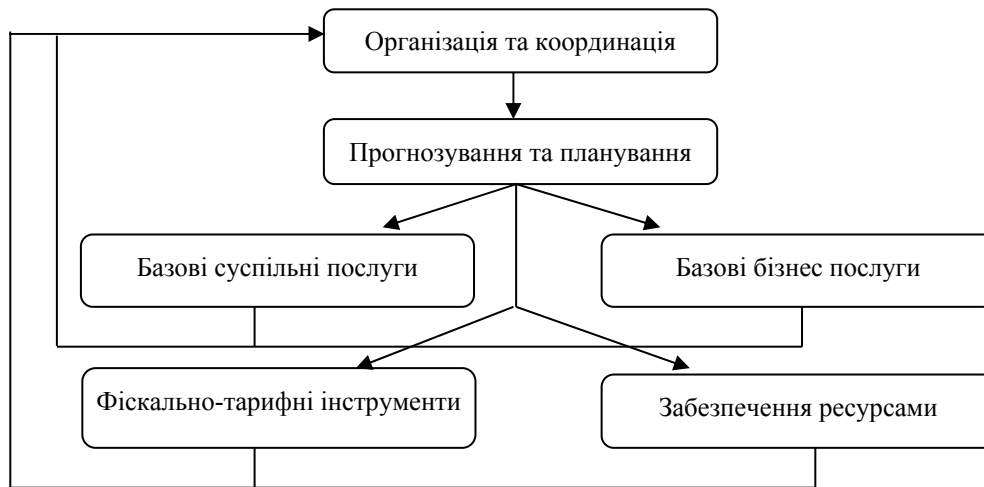 Організація та координація
Прогнозування та планування
Базові суспільні послуги
Базові бізнес послуги
Фіскально-тарифні інструменти
Забезпечення ресурсами